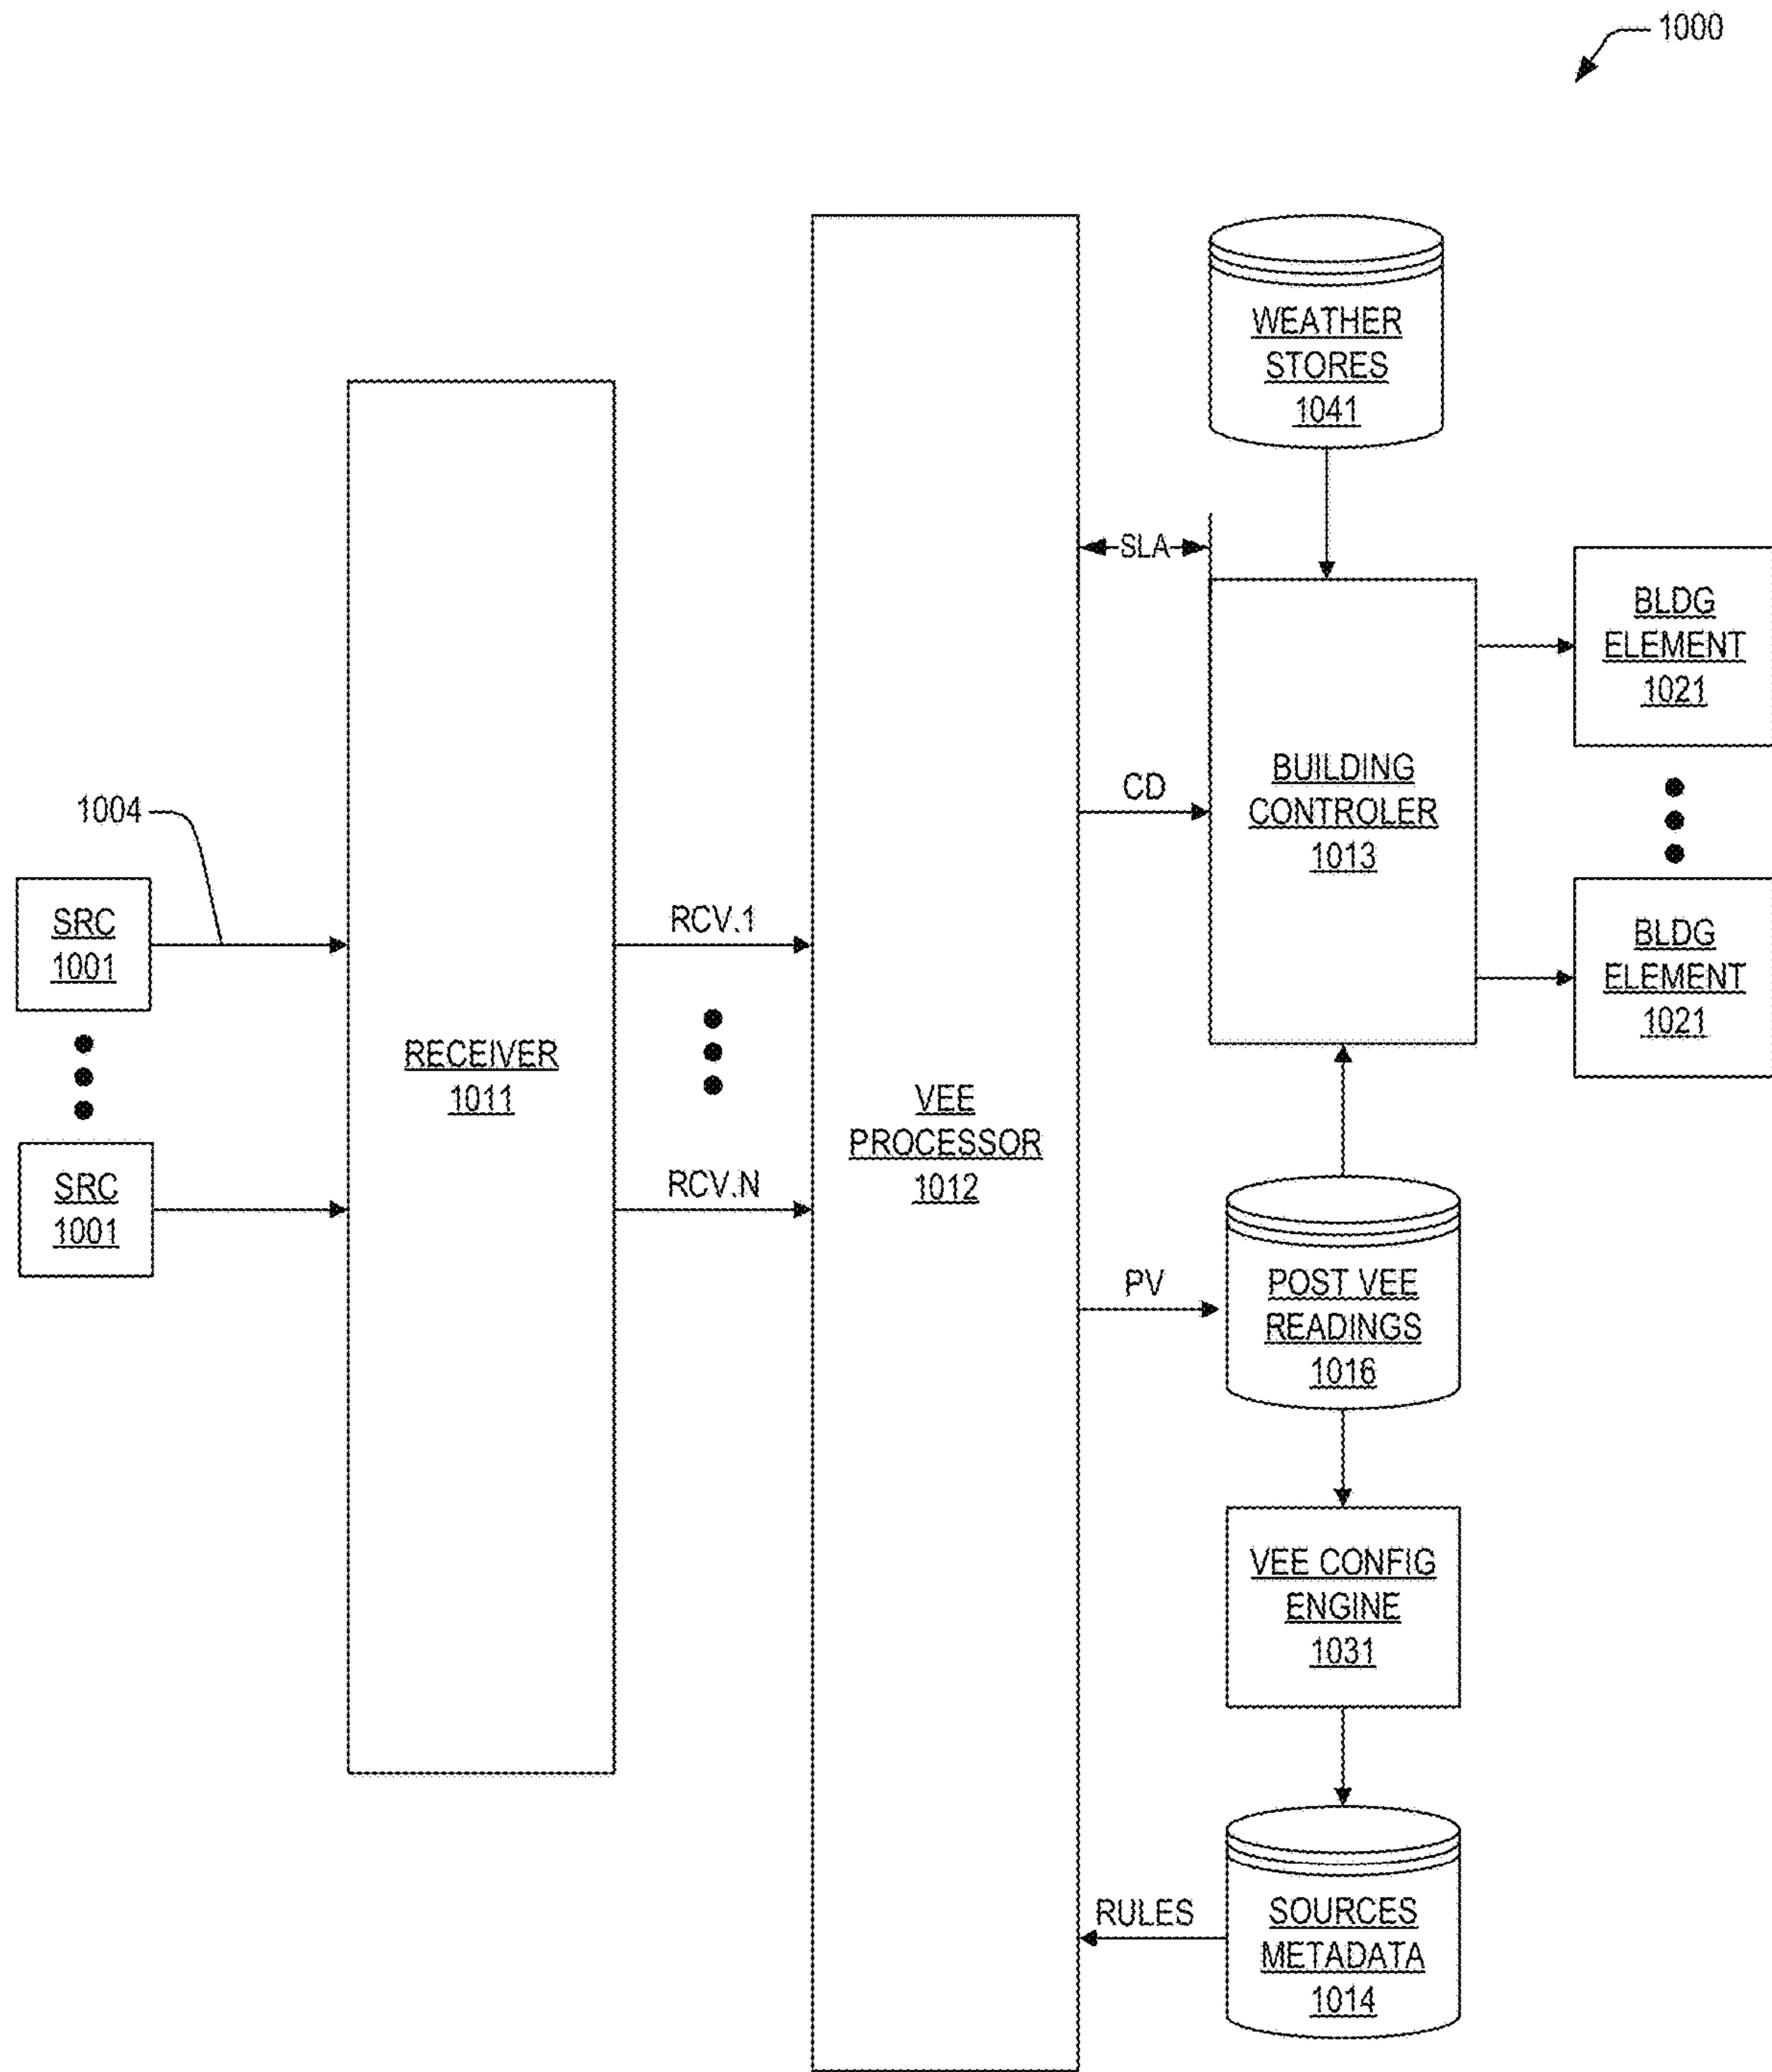 1000
WEATHER
STORES
1041
SLA
BLDG
ELEMENT
1021
BUILDING
CONTROLER
1013
CD
1004
SRC
1001
RCV.1
BLDG
ELEMENT
1021
RECEIVER
1011
VEE
PROCESSOR
1012
SRC
1001
RCV.N
PV
POST VEE
READINGS
1016
VEE CONFIG
ENGINE
1031
RULES
SOURCES
METADATA
1014